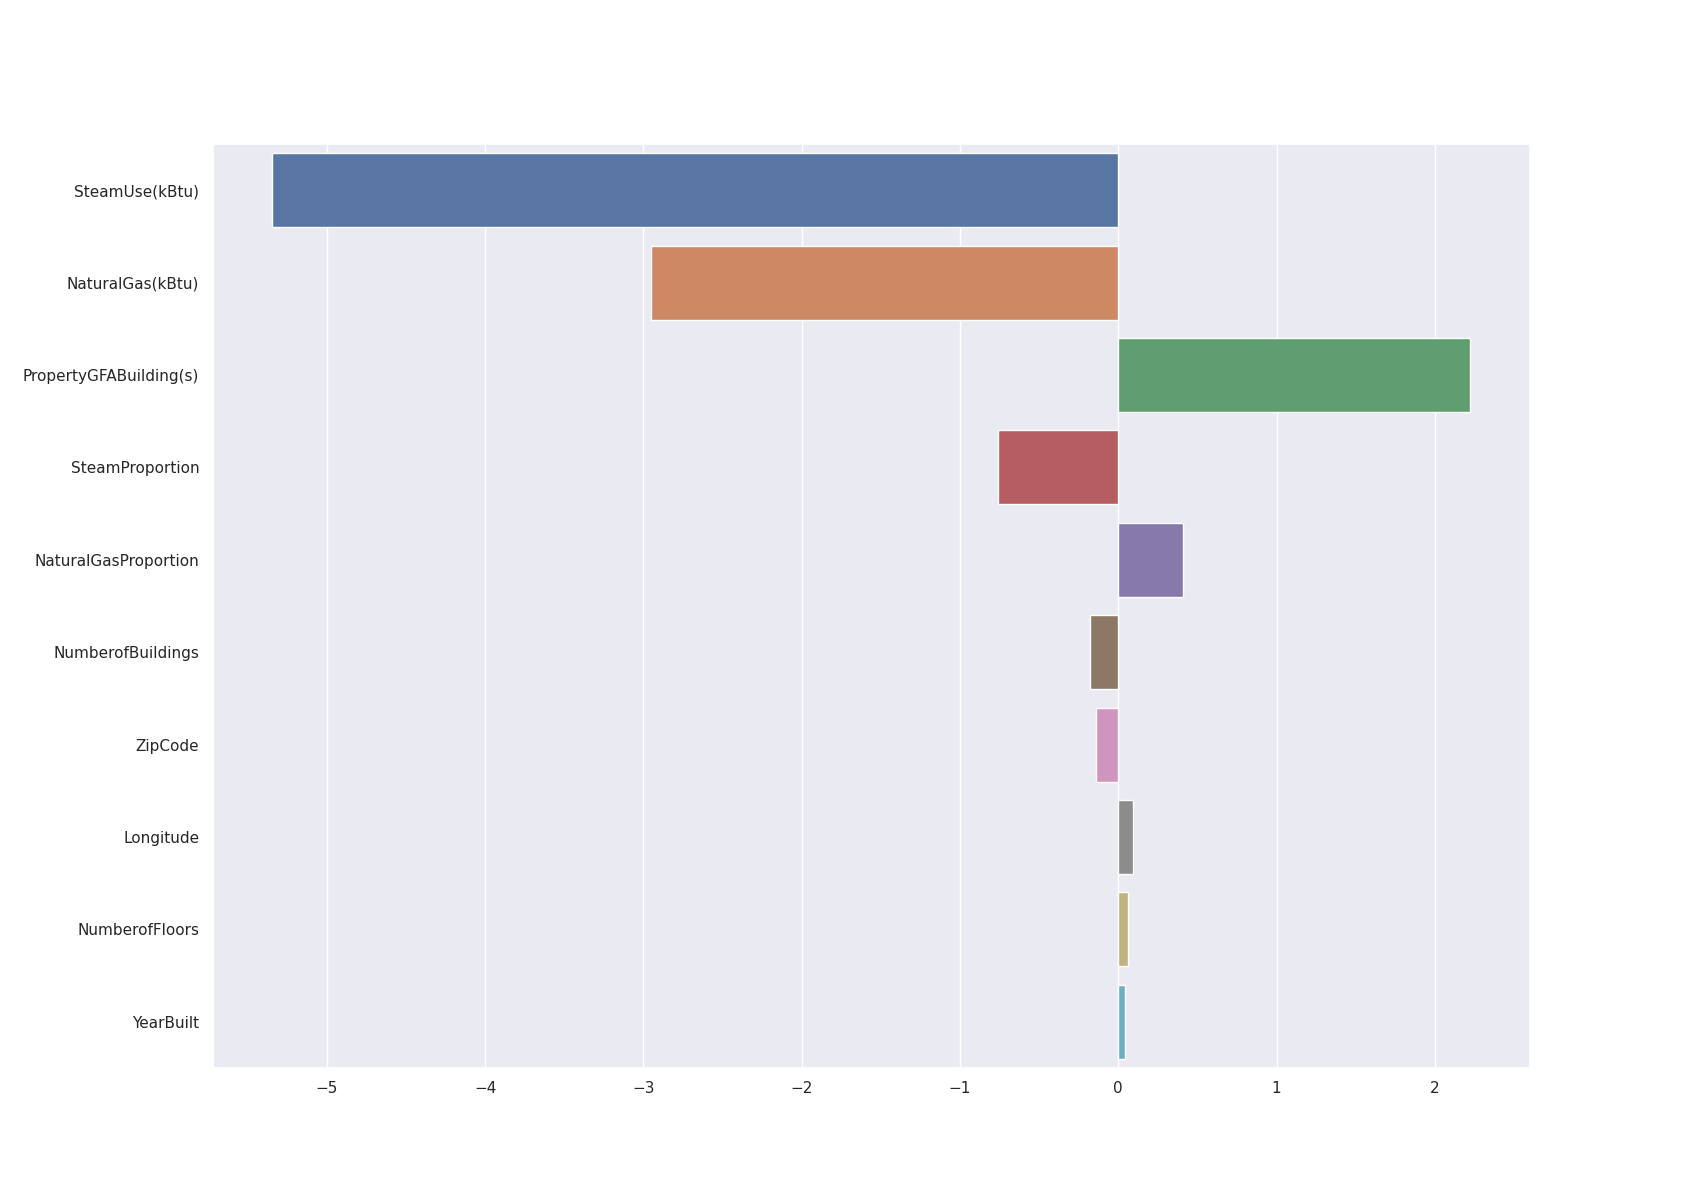 SteamUse(kBtu)
NaturalGas(kBtu)
PropertyGFABuilding(s)
SteamProportion
NaturalGasProportion
NumberofBuildings
ZipCode
Longitude
NumberofFloors
YearBuilt
−5 −4 −3 −2 −1 0 1 2